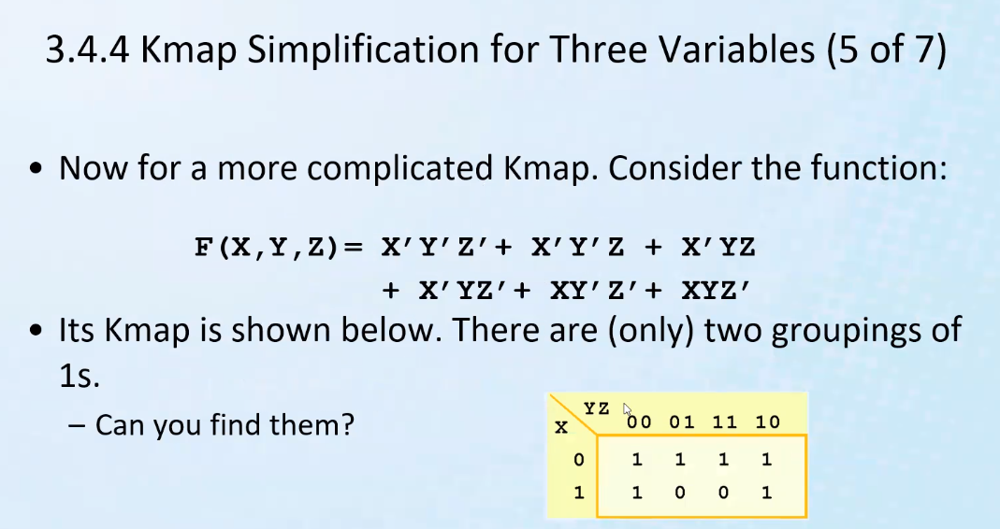 3.4.4 Kmap Simplification for Three Variables (5 of 7)
• Now for a more complicated Kmap. Consider the function:
F(X,Y,Z)= X′Y′Z′+ X′Y′Z + X′YZ
+ X′YZ′+ XY′Z′+ XYZ′
• Its Kmap is shown below. There are (only) two groupings of
1s.
– Can you find them?
YZ
X 00 01 11 10
0 1 1 1 1
1 1 0 0 1